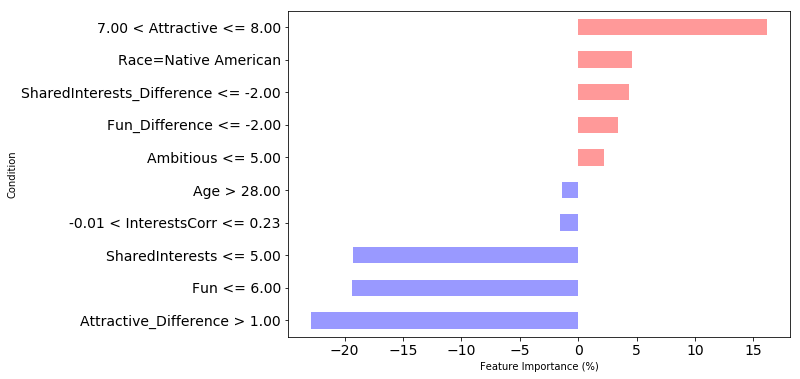 7.00 < Attractive <= 8.00
Race=Native American
SharedInterests_Difference <= -2.00
Fun_Difference <= -2.00
Ambitious <= 5.00
Age > 28.00
-0.01 < InterestsCorr <= 0.23
SharedInterests <= 5.00
Fun <= 6.00
Attractive_Difference > 1.00
Condition
−20 −15 −10 −5 0 5 10 15
Feature Importance (%)